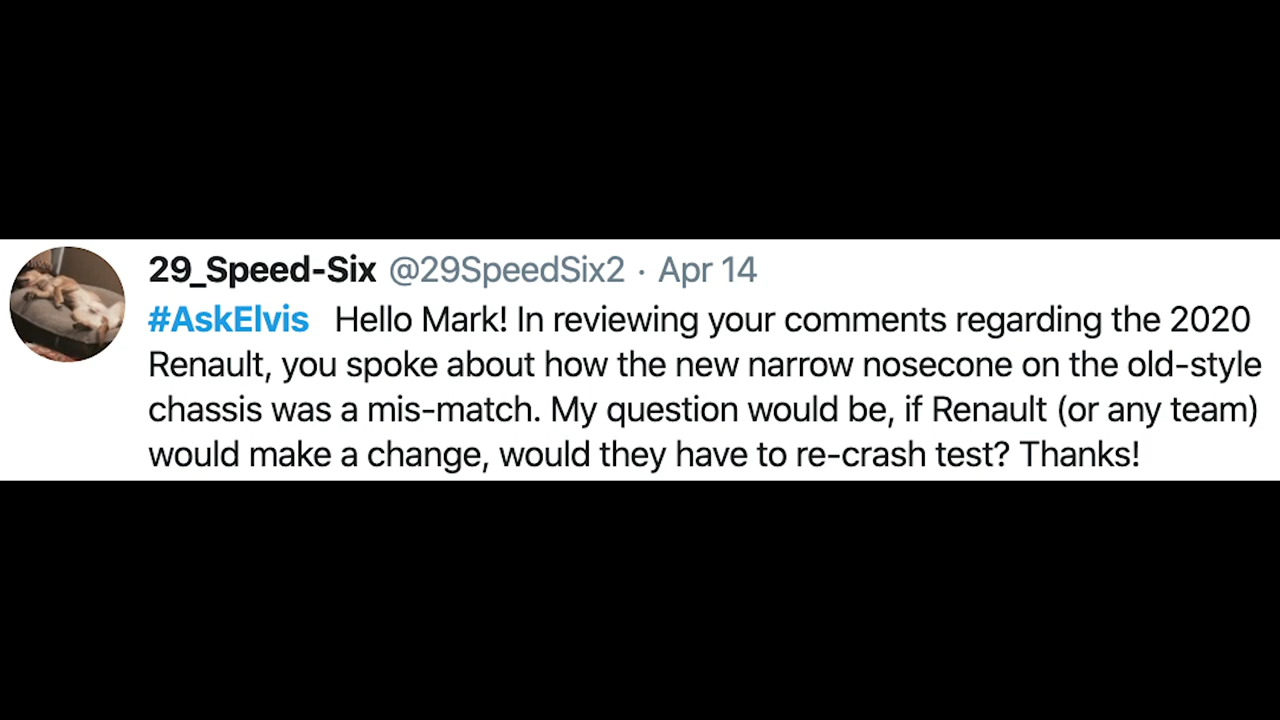 29_Speed-Six @29SpeedSix2 · Apr 14
#AskElvis Hello Mark! In reviewing your comments regarding the 2020
Renault, you spoke about how the new narrow nosecone on the old-style
chassis was a mis-match. My question would be, if Renault (or any team)
would make a change, would they have to re-crash test? Thanks!